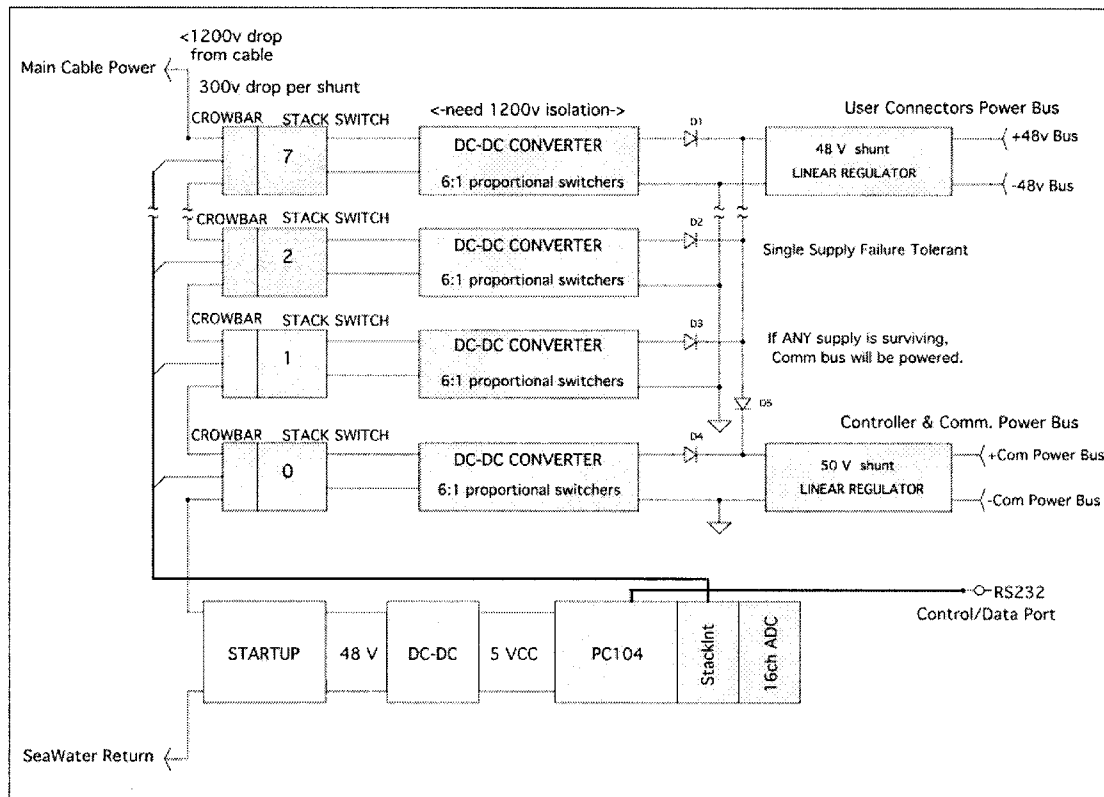 <1200v drop
from cable
Main Cable Power
300v drop per shunt
<-need 1200v isolation->
User Connectors Power Bus
CROWBAR
STACK SWITCH
7
DC-DC CONVERTER
6:1 proportional switchers
D1
48 V shunt
LINEAR REGULATOR
+48v Bus
-48v Bus
CROWBAR
STACK SWITCH
2
DC-DC CONVERTER
6:1 proportional switchers
D2
Single Supply Failure Tolerant
CROWBAR
STACK SWITCH
1
DC-DC CONVERTER
6:1 proportional switchers
D3
If ANY supply is surviving,
Comm bus will be powered.
D5
Controller & Comm. Power Bus
CROWBAR
STACK SWITCH
0
DC-DC CONVERTER
6:1 proportional switchers
D4
50 V shunt
LINEAR REGULATOR
+Com Power Bus
-Com Power Bus
RS232
Control/Data Port
STARTUP
48 V
DC-DC
5 VCC
PC104
StackInt
16ch ADC
SeaWater Return